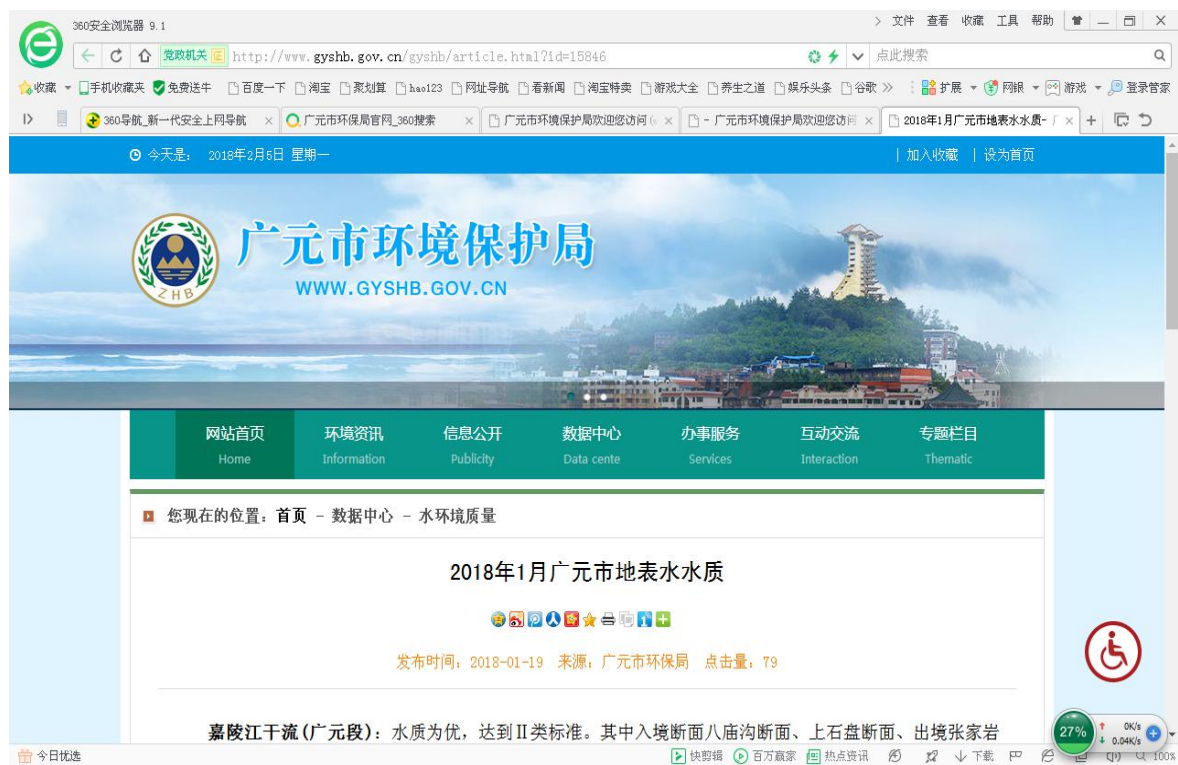 360安全浏览器 9.1
文件 查看 收藏 工具 帮助
党政机关 http://www.gyshb.gov.cn/gyshb/article.html?id=15846
点此搜索
收藏 手机收藏夹 免费送牛 百度一下 淘宝 聚划算 hao123 网址导航 看新闻 淘宝特卖 游戏大全 养生之道 娱乐头条 谷歌 扩展 网银 游戏 登录管家
360导航_新一代安全上网导航 广元市环保局官网_360搜索 广元市环境保护局欢迎您访问 - 广元市环境保护局欢迎您访问 2018年1月广元市地表水水质-
今天是: 2018年2月5日 星期一 | 加入收藏 | 设为首页
ZHB
广元市环境保护局
WWW.GYSHB.GOV.CN
网站首页 环境资讯 信息公开 数据中心 办事服务 互动交流 专题栏目
Home Information Publicity Data cente Services Interaction Thematic
您现在的位置：首页 - 数据中心 - 水环境质量
2018年1月广元市地表水水质
发布时间：2018-01-19 来源：广元市环保局 点击量：79
嘉陵江干流(广元段)：水质为优，达到Ⅱ类标准。其中入境断面八庙沟断面、上石盘断面、出境张家岩
27% 0K/s
0.04K/s
今日优选 快剪辑 百万赢家 热点资讯 下载 100%